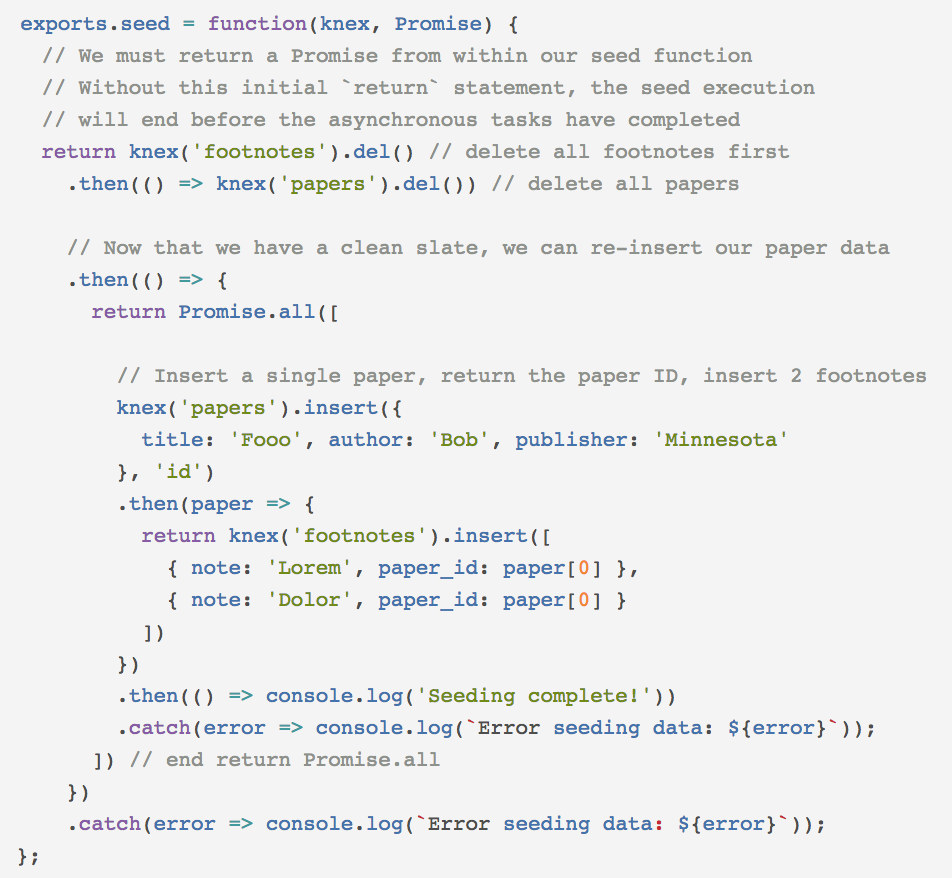 exports.seed = function(knex, Promise) {
  // We must return a Promise from within our seed function
  // Without this initial `return` statement, the seed execution
  // will end before the asynchronous tasks have completed
  return knex('footnotes').del() // delete all footnotes first
    .then(() => knex('papers').del()) // delete all papers

    // Now that we have a clean slate, we can re-insert our paper data
    .then(() => {
      return Promise.all([

        // Insert a single paper, return the paper ID, insert 2 footnotes
        knex('papers').insert({
          title: 'Fooo', author: 'Bob', publisher: 'Minnesota'
        }, 'id')
        .then(paper => {
          return knex('footnotes').insert([
            { note: 'Lorem', paper_id: paper[0] },
            { note: 'Dolor', paper_id: paper[0] }
          ])
        })
        .then(() => console.log('Seeding complete!'))
        .catch(error => console.log(`Error seeding data: ${error}`));
      ]) // end return Promise.all
    })
    .catch(error => console.log(`Error seeding data: ${error}`));
};